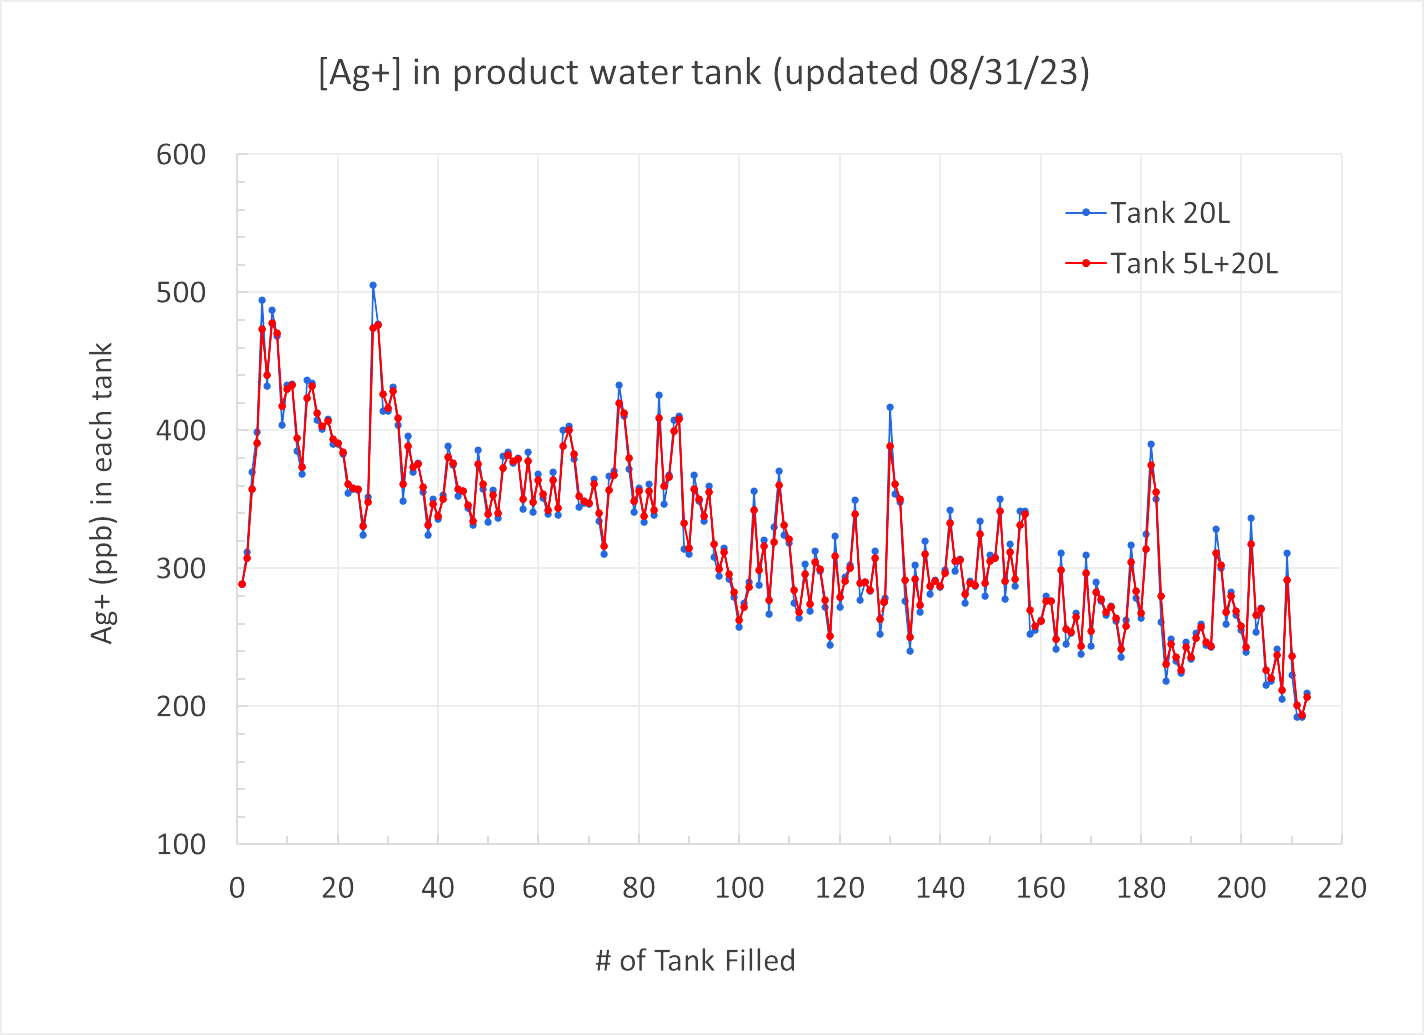 [Ag+] in product water tank (updated 08/31/23)
600
500
400
300
200
100
Ag+ (ppb) in each tank
Tank 20L
Tank 5L+20L
0 20 40 60 80 100 120 140 160 180 200 220
# of Tank Filled